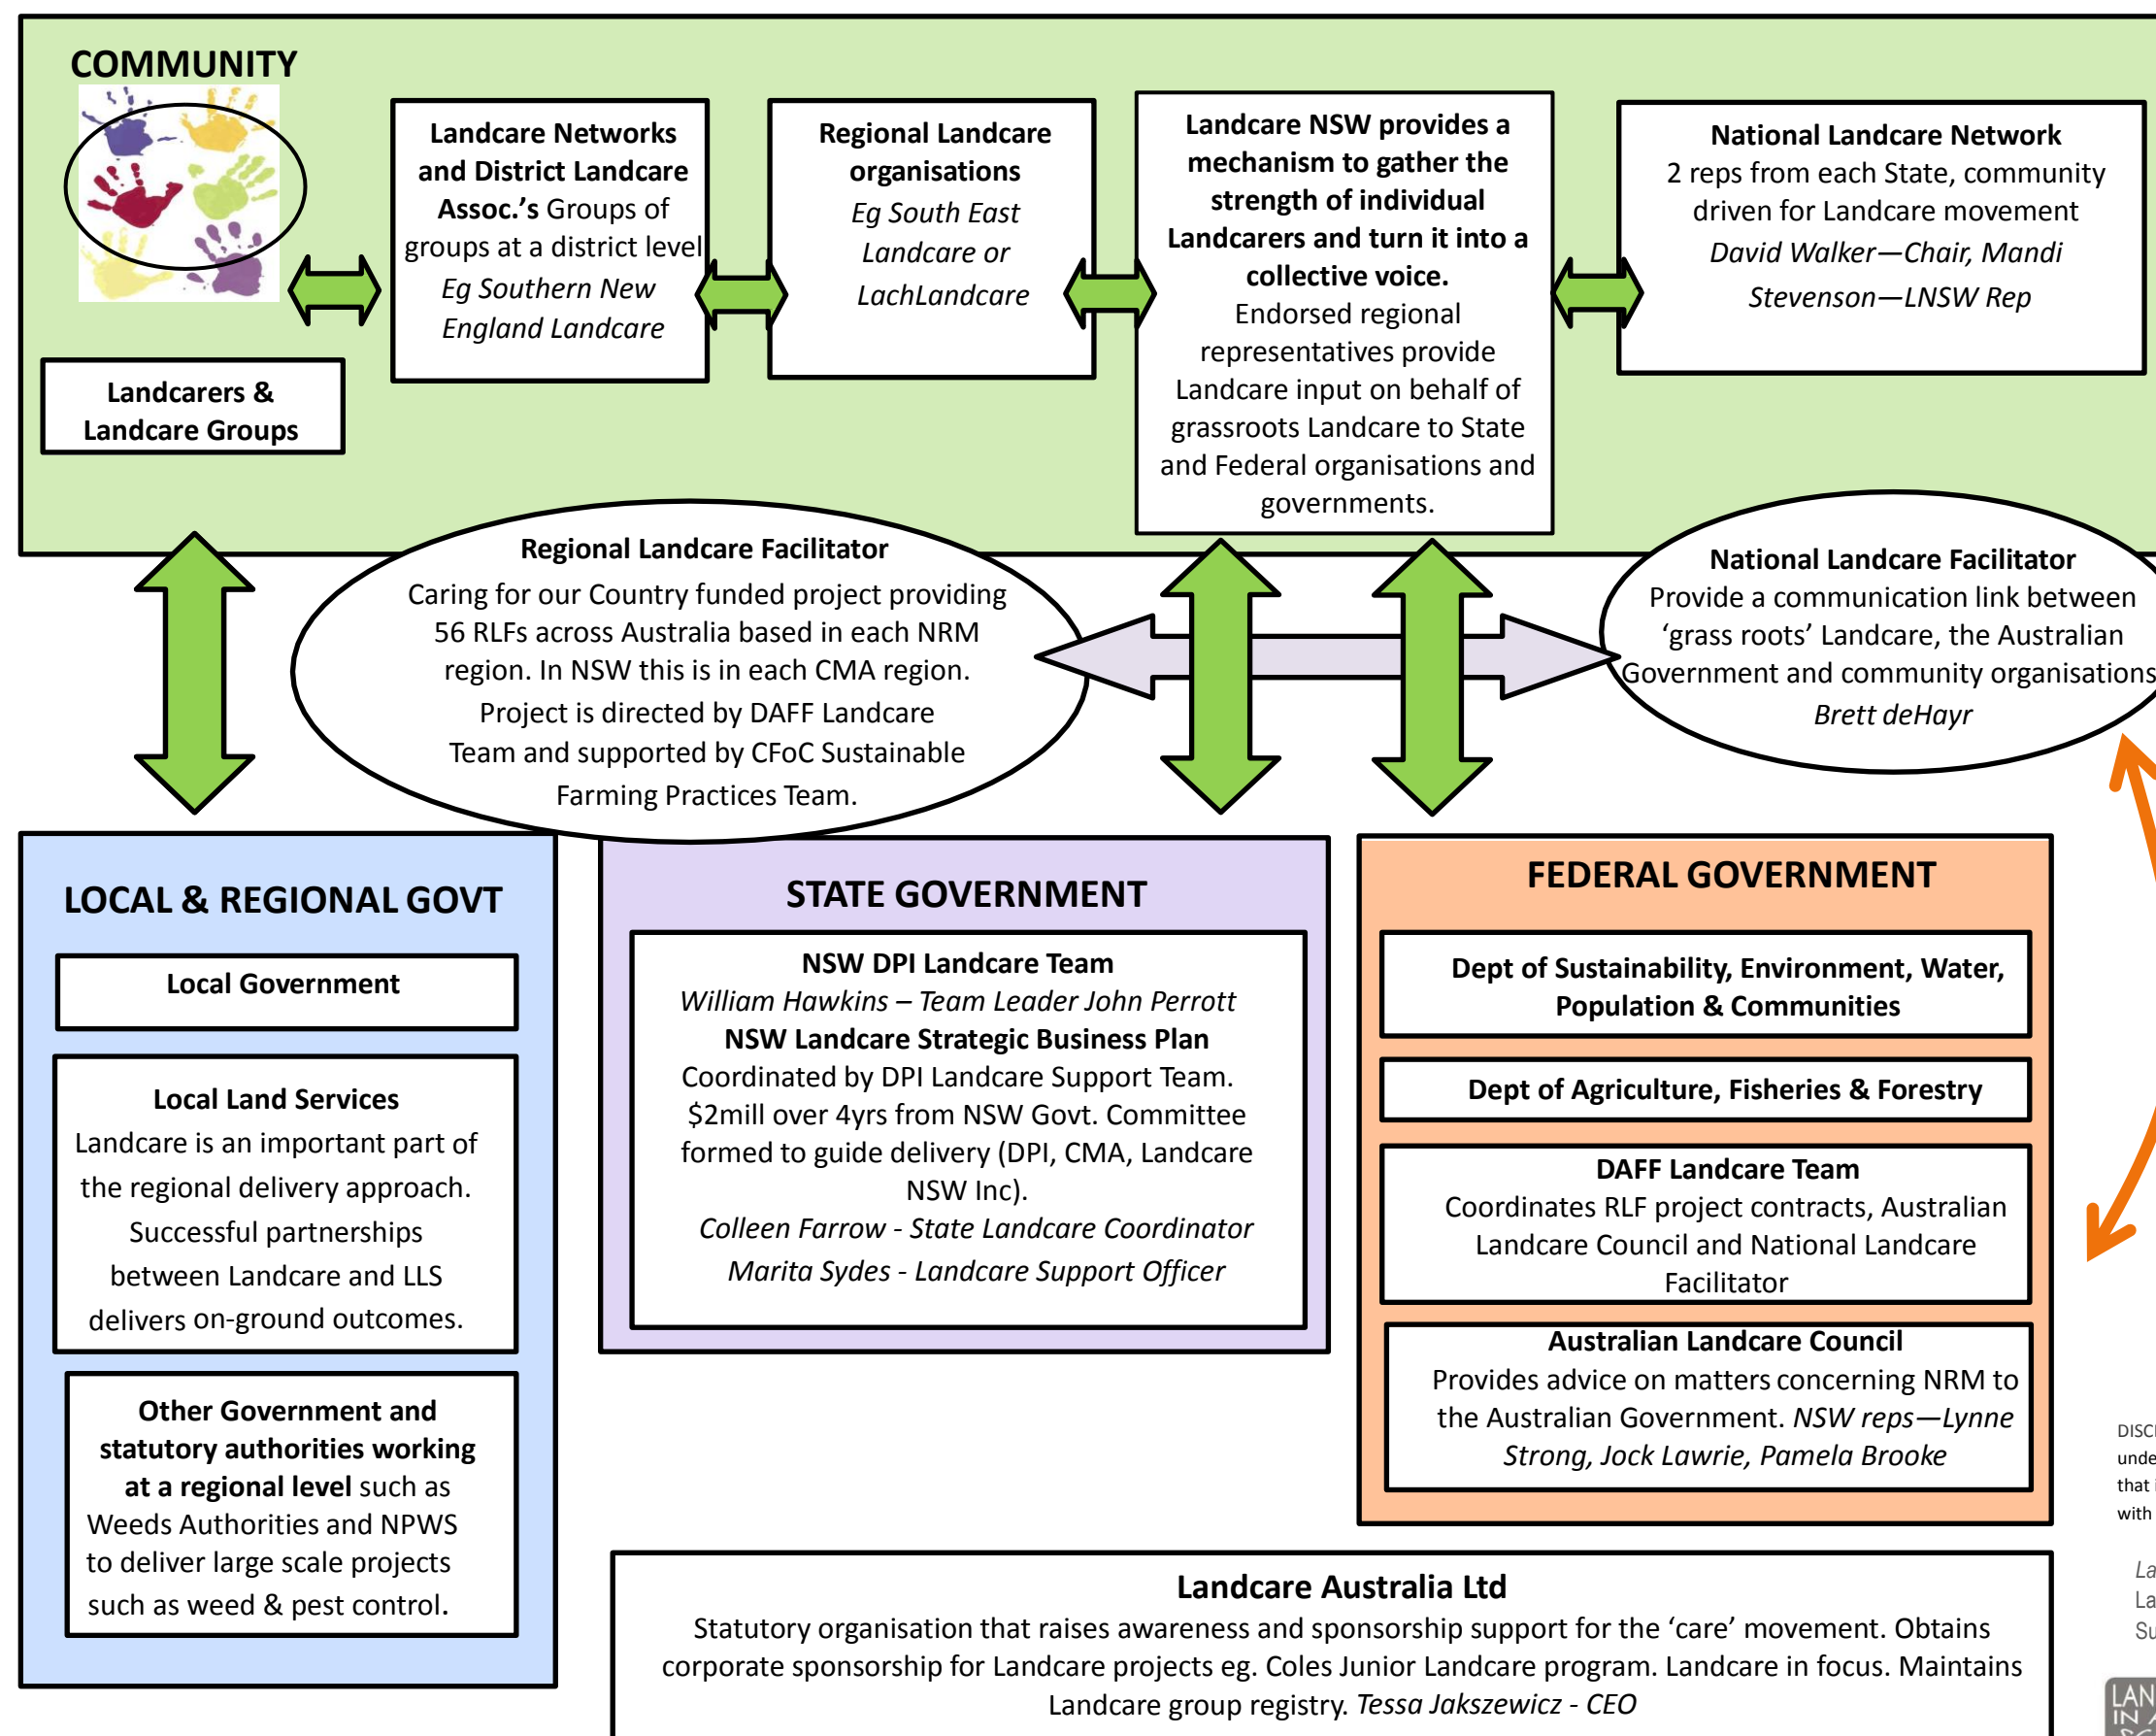 COMMUNITY
Landcarers &
Landcare Groups
Landcare Networks
and District Landcare
Assoc.’s Groups of
groups at a district level
Eg Southern New
England Landcare
Regional Landcare
organisations
Eg South East
Landcare or
LachLandcare
Landcare NSW provides a
mechanism to gather the
strength of individual
Landcarers and turn it into a
collective voice.
Endorsed regional
representatives provide
Landcare input on behalf of
grassroots Landcare to State
and Federal organisations and
governments.
National Landcare Network
2 reps from each State, community
driven for Landcare movement
David Walker—Chair, Mandi
Stevenson—LNSW Rep
Regional Landcare Facilitator
Caring for our Country funded project providing
56 RLFs across Australia based in each NRM
region. In NSW this is in each CMA region.
Project is directed by DAFF Landcare
Team and supported by CFoC Sustainable
Farming Practices Team.
National Landcare Facilitator
Provide a communication link between
‘grass roots’ Landcare, the Australian
Government and community organisations
Brett deHayr
LOCAL & REGIONAL GOVT
Local Government
Local Land Services
Landcare is an important part of
the regional delivery approach.
Successful partnerships
between Landcare and LLS
delivers on-ground outcomes.
Other Government and
statutory authorities working
at a regional level such as
Weeds Authorities and NPWS
to deliver large scale projects
such as weed & pest control.
STATE GOVERNMENT
NSW DPI Landcare Team
William Hawkins – Team Leader John Perrott
NSW Landcare Strategic Business Plan
Coordinated by DPI Landcare Support Team.
$2mill over 4yrs from NSW Govt. Committee
formed to guide delivery (DPI, CMA, Landcare
NSW Inc).
Colleen Farrow - State Landcare Coordinator
Marita Sydes - Landcare Support Officer
FEDERAL GOVERNMENT
Dept of Sustainability, Environment, Water,
Population & Communities
Dept of Agriculture, Fisheries & Forestry
DAFF Landcare Team
Coordinates RLF project contracts, Australian
Landcare Council and National Landcare
Facilitator
Australian Landcare Council
Provides advice on matters concerning NRM to
the Australian Government. NSW reps—Lynne
Strong, Jock Lawrie, Pamela Brooke
Landcare Australia Ltd
Statutory organisation that raises awareness and sponsorship support for the ‘care’ movement. Obtains
corporate sponsorship for Landcare projects eg. Coles Junior Landcare program. Landcare in focus. Maintains
Landcare group registry. Tessa Jakszewicz - CEO
that
with